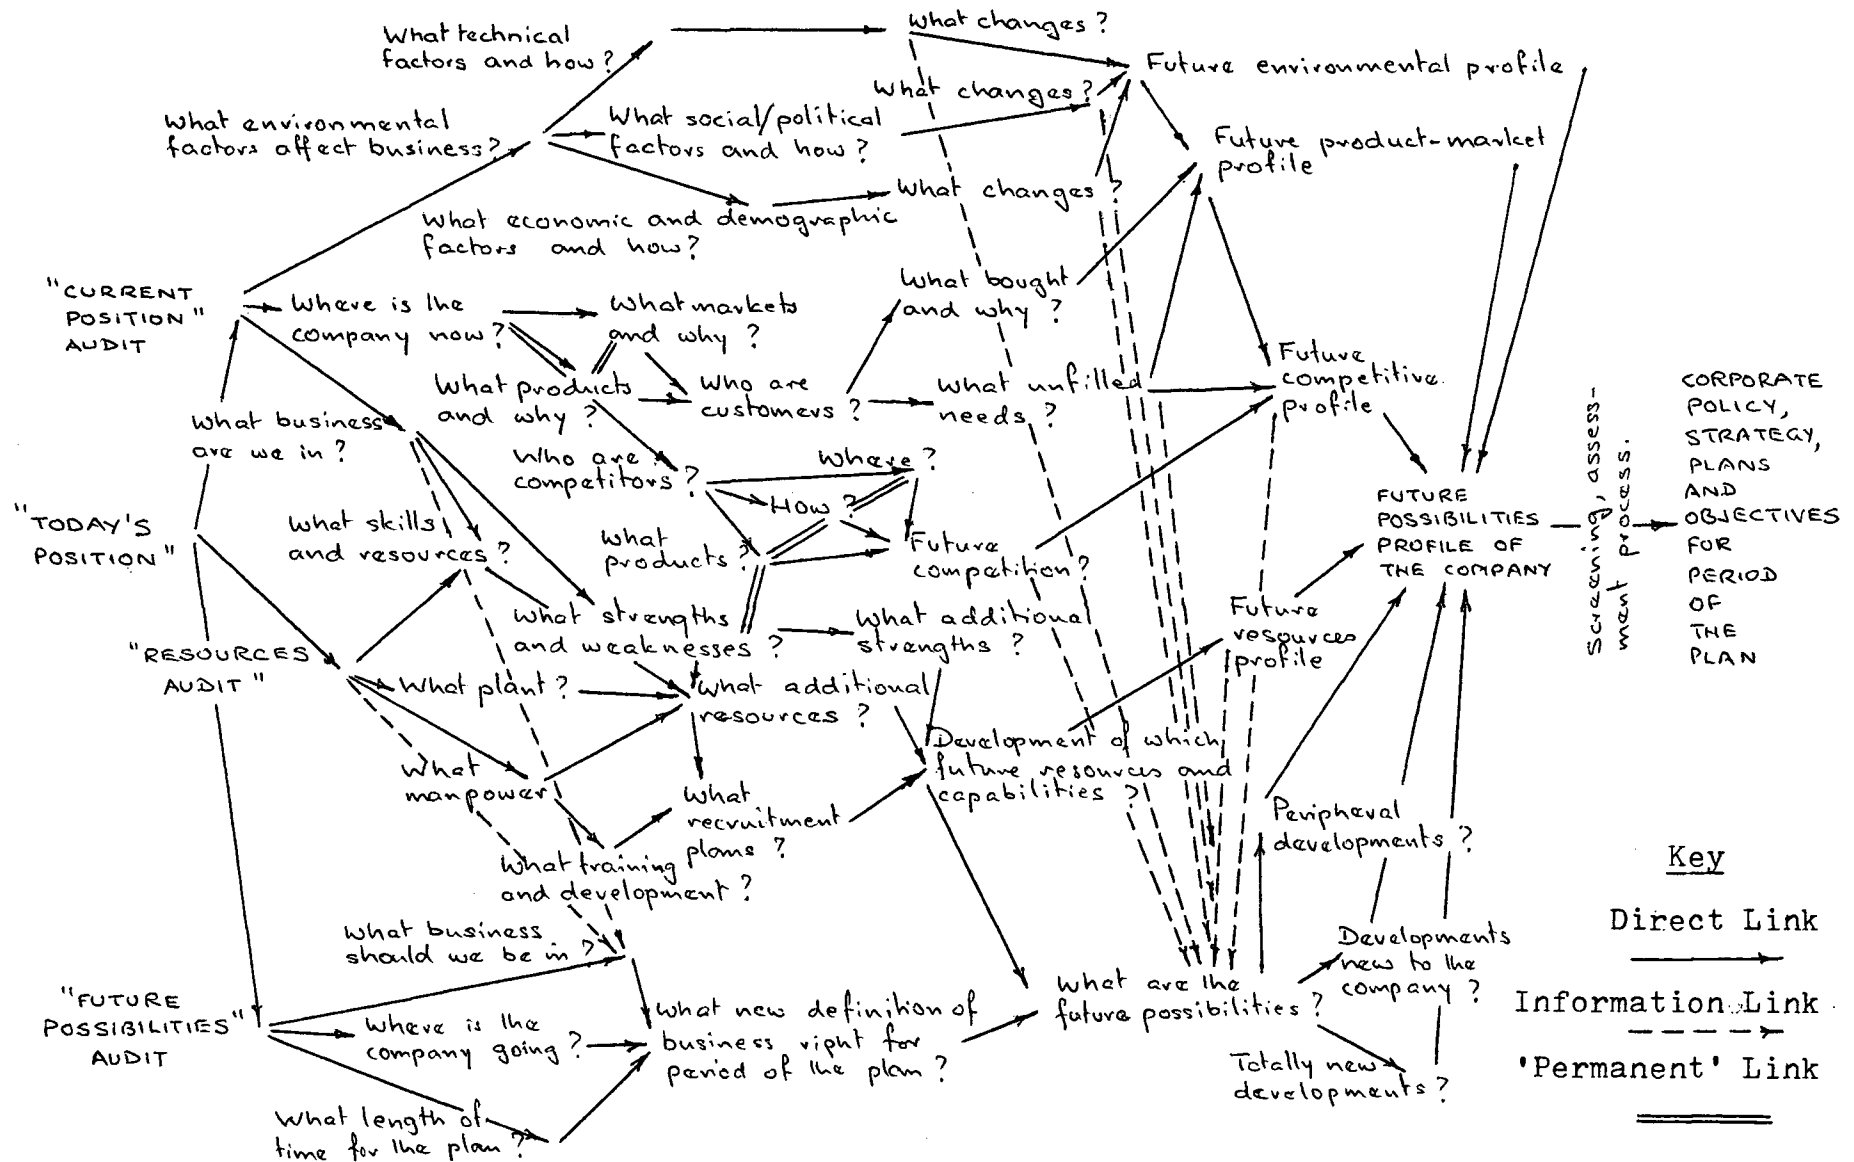 What technical
factors and how?
What changes?
Future environmental profile
What changes?
What environmental
factors affect business?
What social/political
factors and how?
Future product-market
profile
What changes?
What economic and demographic
factors and how?
"CURRENT
POSITION"
AUDIT
Where is the
company now?
What markets
and why?
What bought
and why?
What products
and why?
Who are
customers?
What unfilled
needs?
Future
competitive
profile
CORPORATE
POLICY,
STRATEGY,
PLANS
AND
OBJECTIVES
FOR
PERIOD
OF
THE
PLAN
Screening, assess-
ment process.
What business
are we in?
Who are
competitors?
Where?
How?
"TODAY'S
POSITION"
What skills
and resources?
What
products?
Future
competition?
FUTURE
POSSIBILITIES
PROFILE OF
THE COMPANY
What strengths
and weaknesses?
What additional
strengths?
Future
resources
profile
"RESOURCES
AUDIT"
What plant?
What additional
resources?
Development of which
future resources and
capabilities?
What
manpower
What
recruitment
plans?
Peripheral
developments?
What training
and development?
What business
should we be in?
Developments
new to the
company?
"FUTURE
POSSIBILITIES"
AUDIT
Where is the
company going?
What new definition of
business right for
period of the plan?
What are the
future possibilities?
Totally new
developments?
What length of
time for the plan?
Key
Direct Link
Information Link
'Permanent' Link